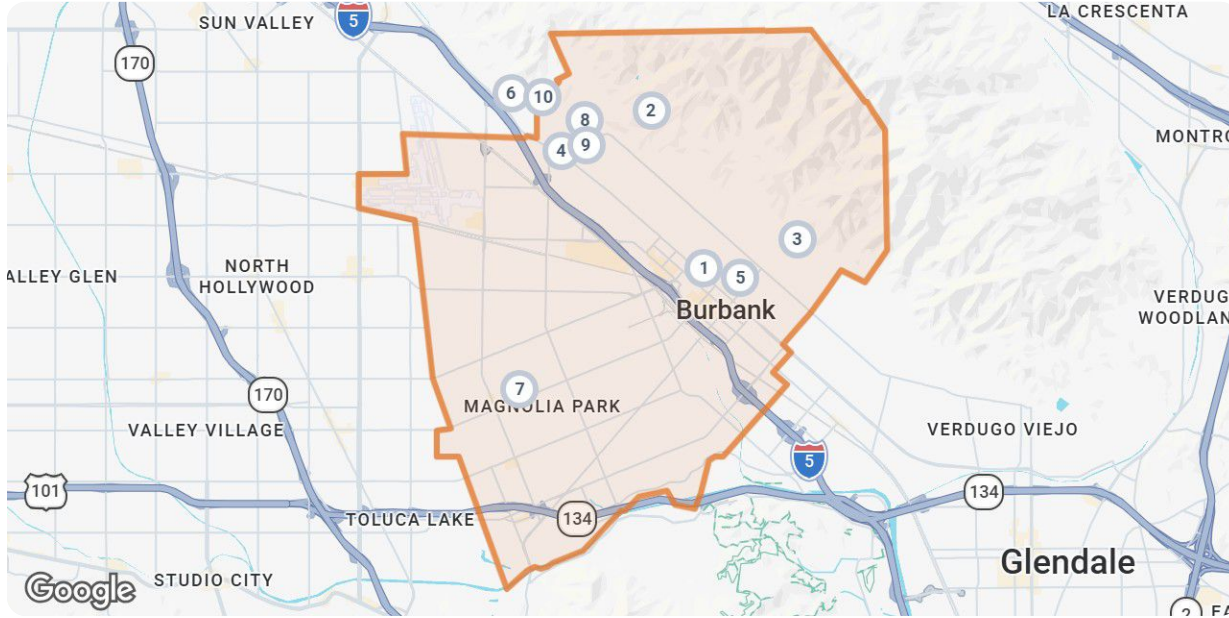 SUN VALLEY
5
LA CRESCENTA
170
6
10
8
2
4
9
MONTR
3
ALLEY GLEN
NORTH
HOLLYWOOD
1
5
VERDUG
WOODLAN
Burbank
7
170
MAGNOLIA PARK
VALLEY VILLAGE
VERDUGO VIEJO
5
101
134
TOLUCA LAKE
134
Glendale
STUDIO CITY
Google
2